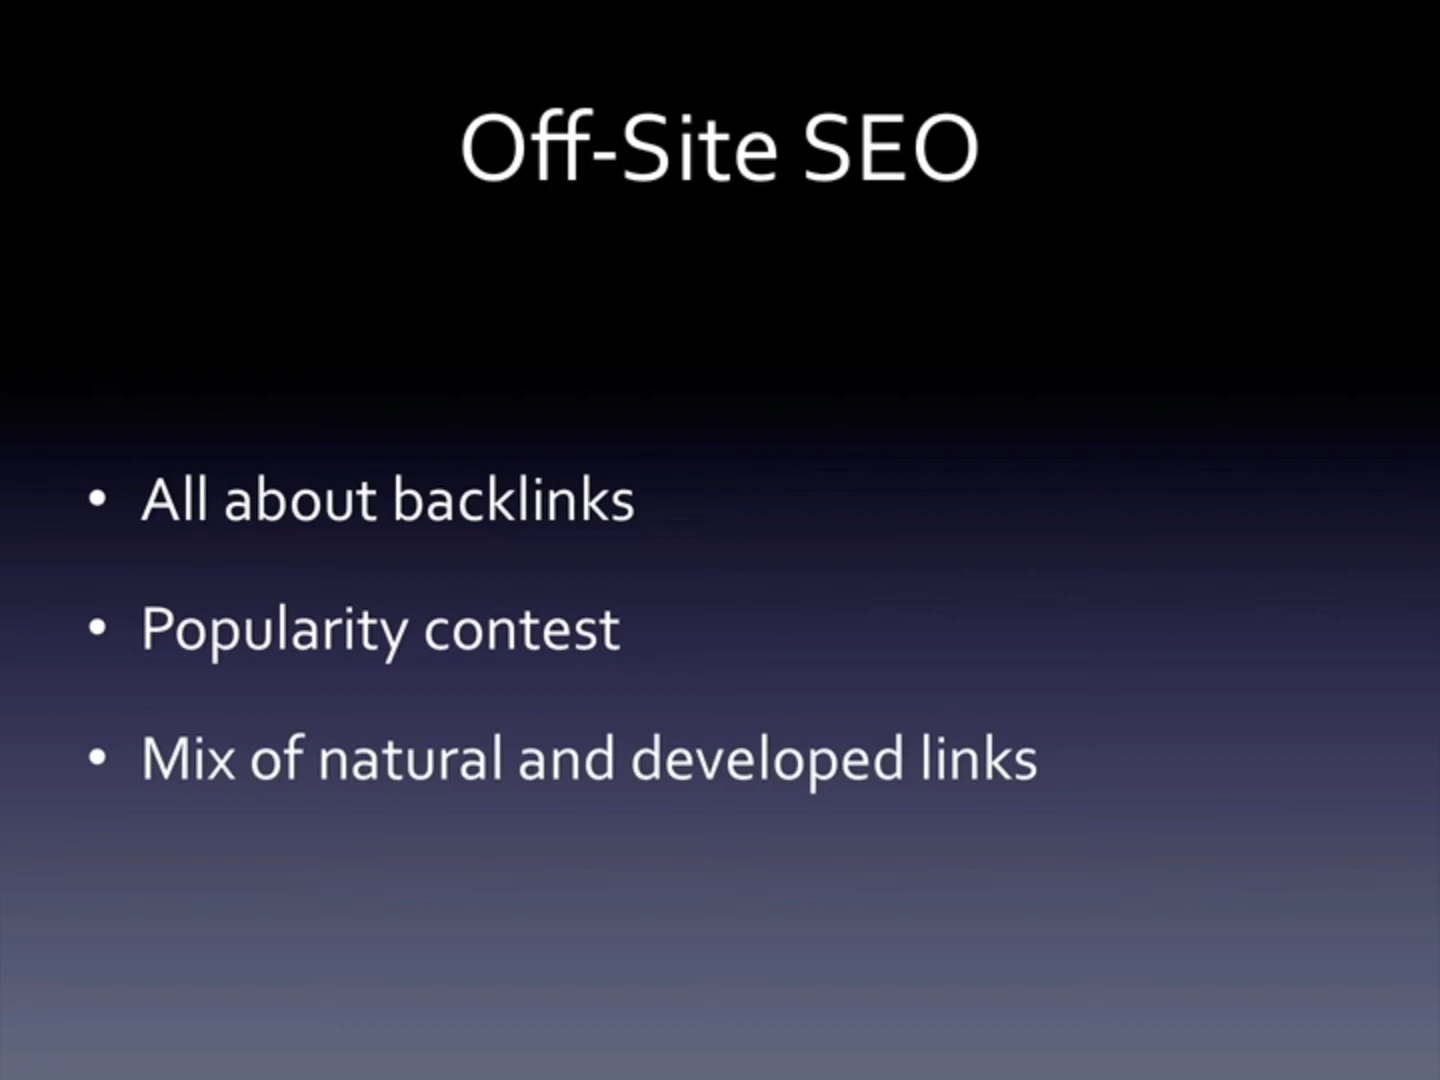 Off-Site SEO
• All about backlinks
• Popularity contest
• Mix of natural and developed links